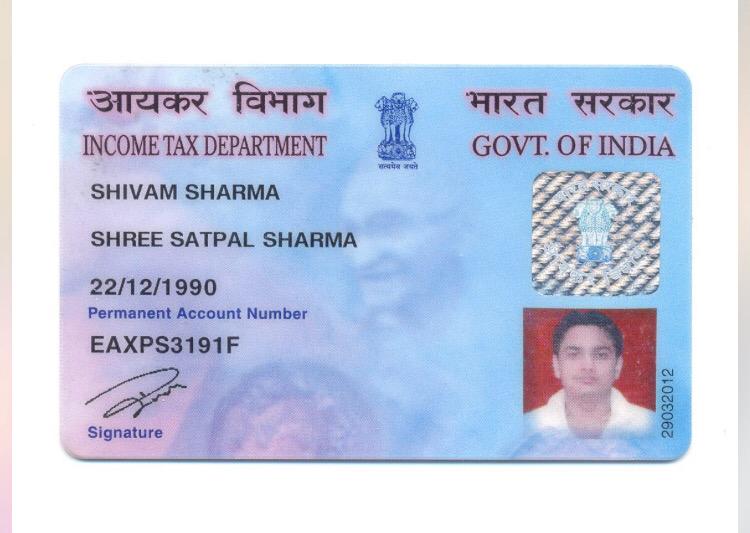 आयकर विभाग
भारत सरकार
INCOME TAX DEPARTMENT
GOVT. OF INDIA
सत्यमेव जयते
SHIVAM SHARMA
SHREE SATPAL SHARMA
22/12/1990
Permanent Account Number
EAXPS3191F
Signature
29032012